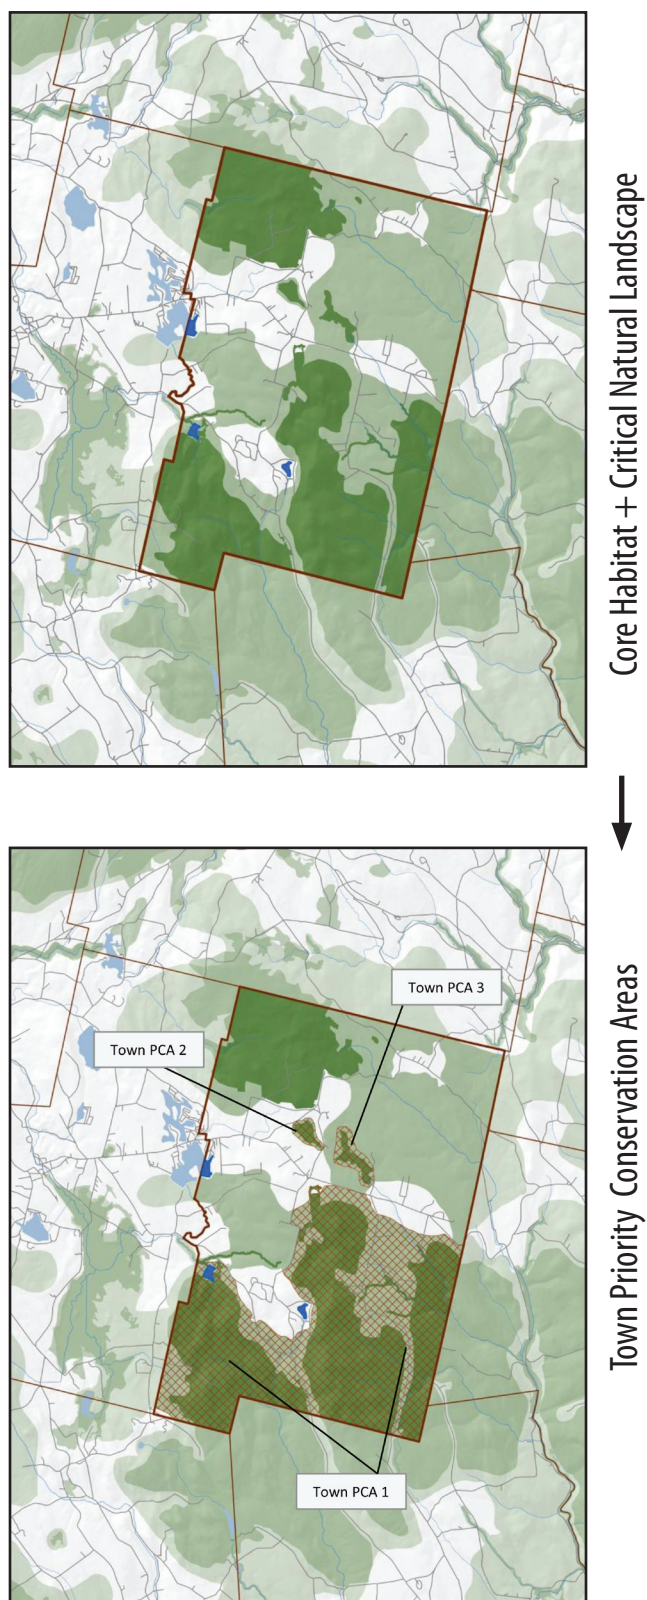 Core Habitat + Critical Natural Landscape
Town Priority Conservation Areas
Town PCA 3
Town PCA 2
Town PCA 1